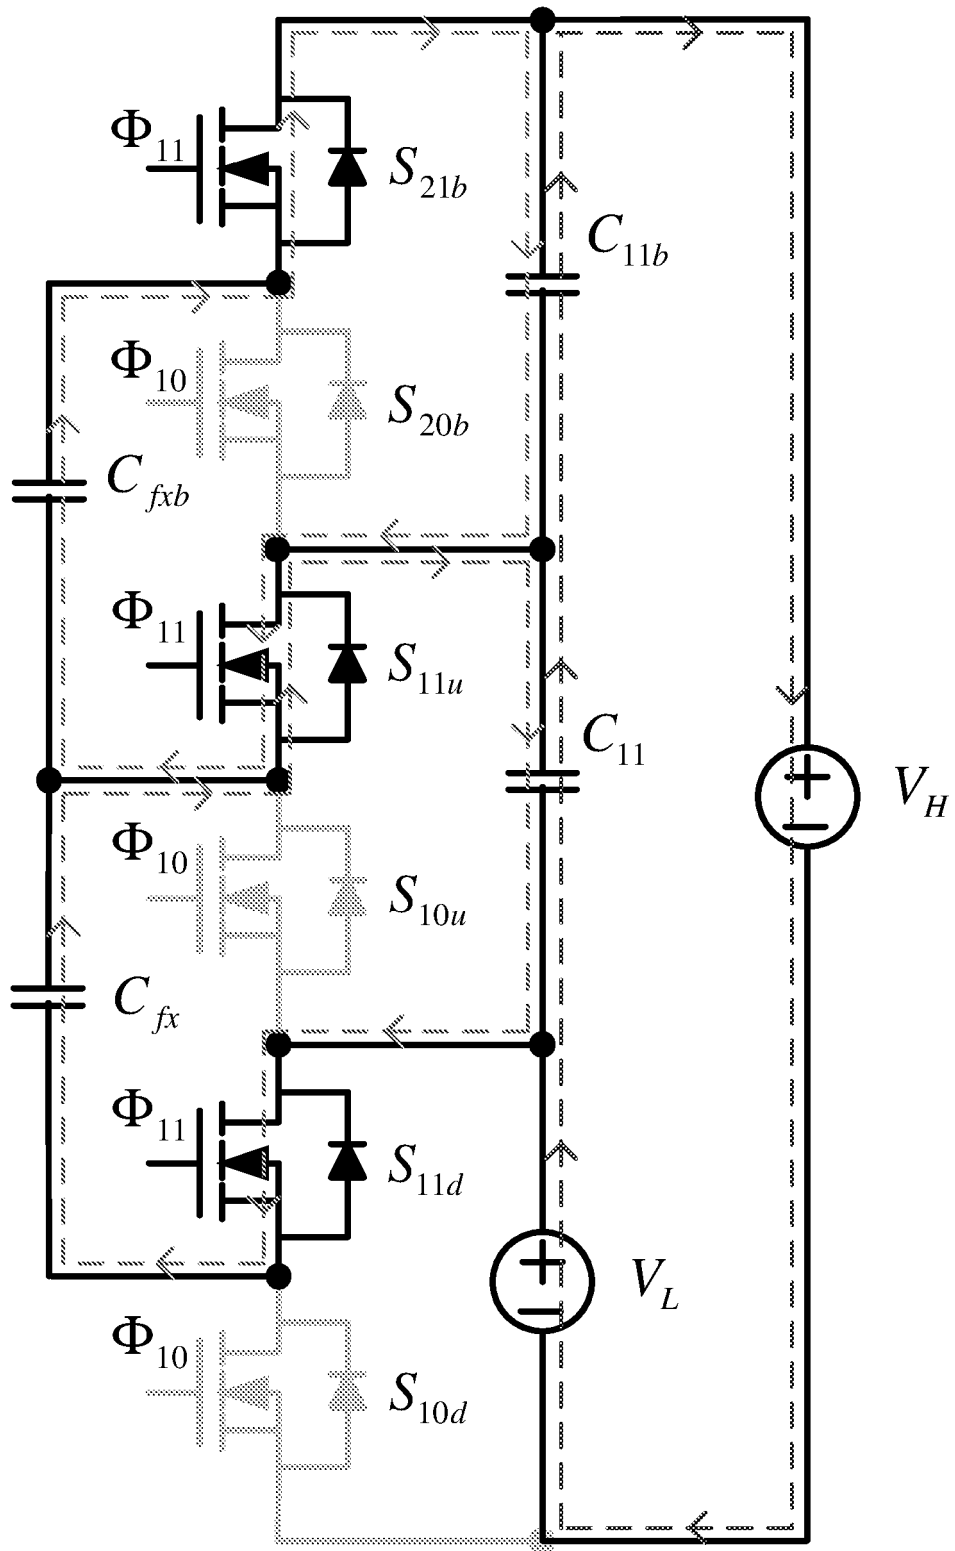 Φ11
S21b
C11b
Φ10
S20b
Cfxb
Φ11
S11u
C11
VH
Φ10
S10u
Cfx
Φ11
S11d
VL
Φ10
S10d